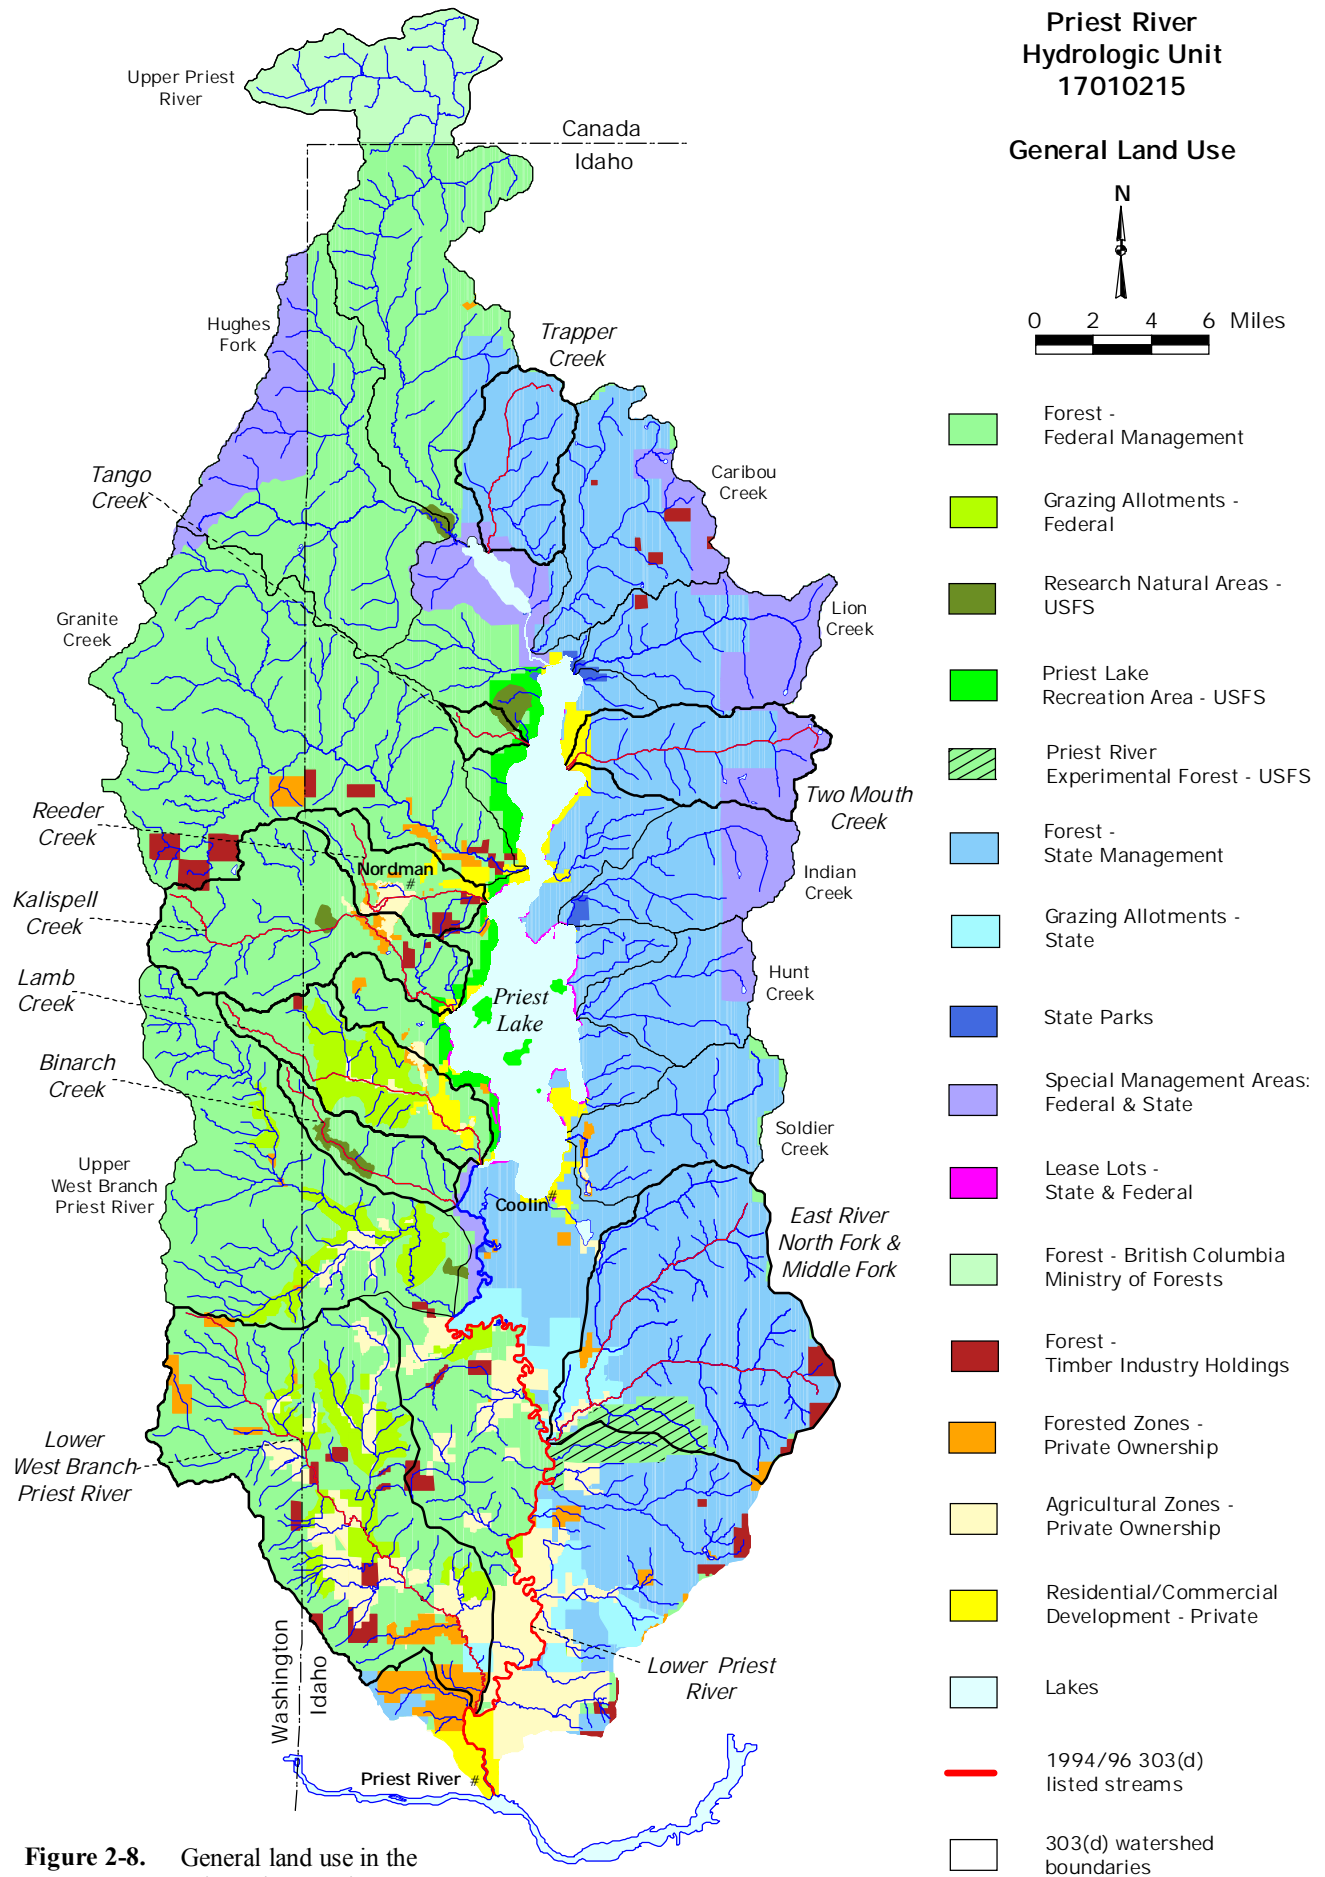 Priest River
Hydrologic Unit
17010215
General Land Use
N
0 2 4 6 Miles
Forest -
Federal Management
Grazing Allotments -
Federal
Research Natural Areas -
USFS
Priest Lake
Recreation Area - USFS
Priest River
Experimental Forest - USFS
Forest -
State Management
Grazing Allotments -
State
State Parks
Special Management Areas:
Federal & State
Lease Lots -
State & Federal
Forest - British Columbia
Ministry of Forests
Forest -
Timber Industry Holdings
Forested Zones -
Private Ownership
Agricultural Zones -
Private Ownership
Residential/Commercial
Development - Private
Lakes
1994/96 303(d)
listed streams
303(d) watershed
boundaries
Upper Priest
River
Canada
Idaho
Hughes
Fork
Trapper
Creek
Tango
Creek
Caribou
Creek
Granite
Creek
Lion
Creek
Reeder
Creek
Two Mouth
Creek
Nordman
#
Indian
Creek
Kalispell
Creek
Lamb
Creek
Hunt
Creek
Priest
Lake
Binarch
Creek
Soldier
Creek
Upper
West Branch
Priest River
Coolin
#
East River
North Fork &
Middle Fork
Lower
West Branch
Priest River
Washington
Idaho
Lower Priest
River
Priest River #
Figure 2-8. General land use in the